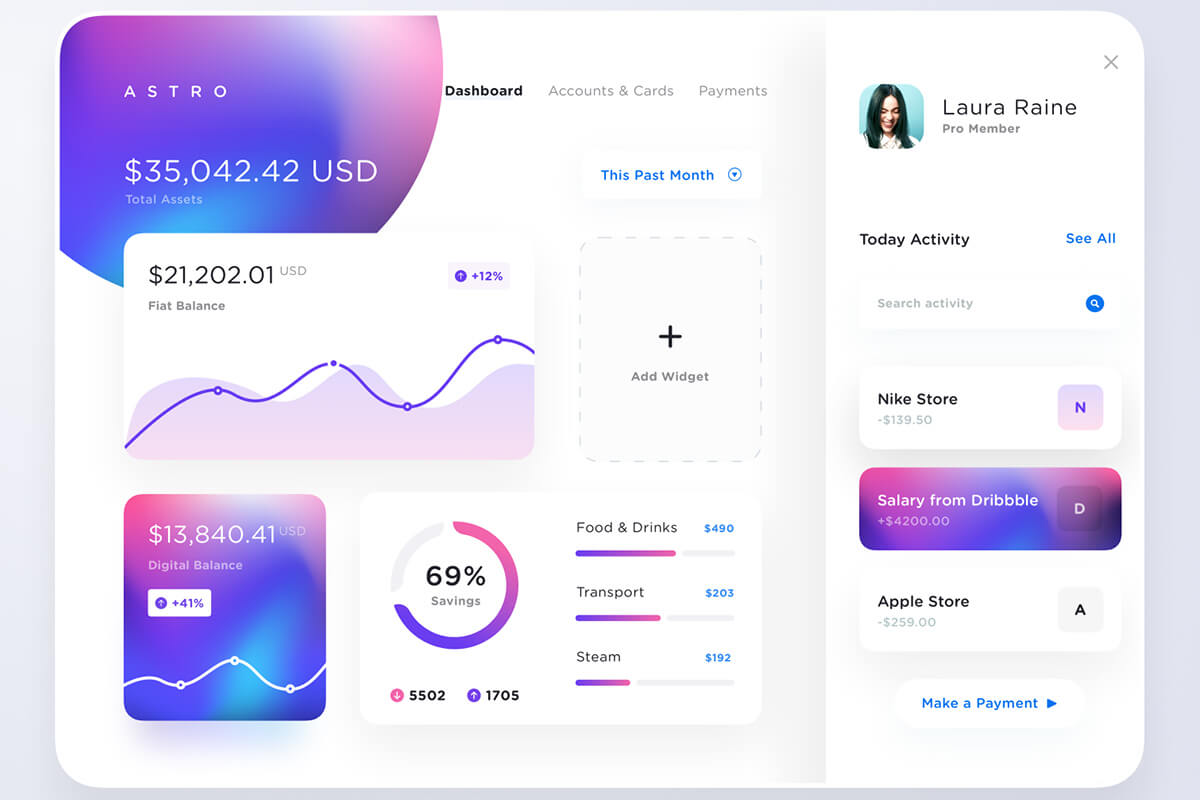 ASTRO
Dashboard Accounts & Cards Payments
$35,042.42 USD
Total Assets
This Past Month
$21,202.01 USD
+12%
Fiat Balance
Add Widget
$13,840.41 USD
Digital Balance
+41%
69%
Savings
5502 1705
Food & Drinks $490
Transport $203
Steam $192
Laura Raine
Pro Member
Today Activity See All
Search activity
Nike Store
-$139.50
N
Salary from Dribbble
+$4200.00
D
Apple Store
-$259.00
A
Make a Payment